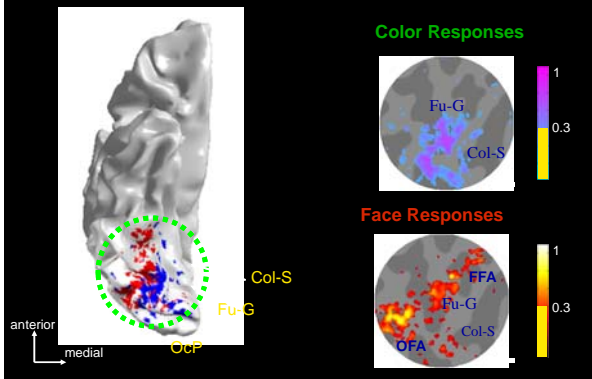 Color Responses
1
Fu-G
0.3
Col-S
Face Responses
1
FFA
Col-S
Fu-G
0.3
Fu-G
Col-S
anterior
OFA
OcP
medial